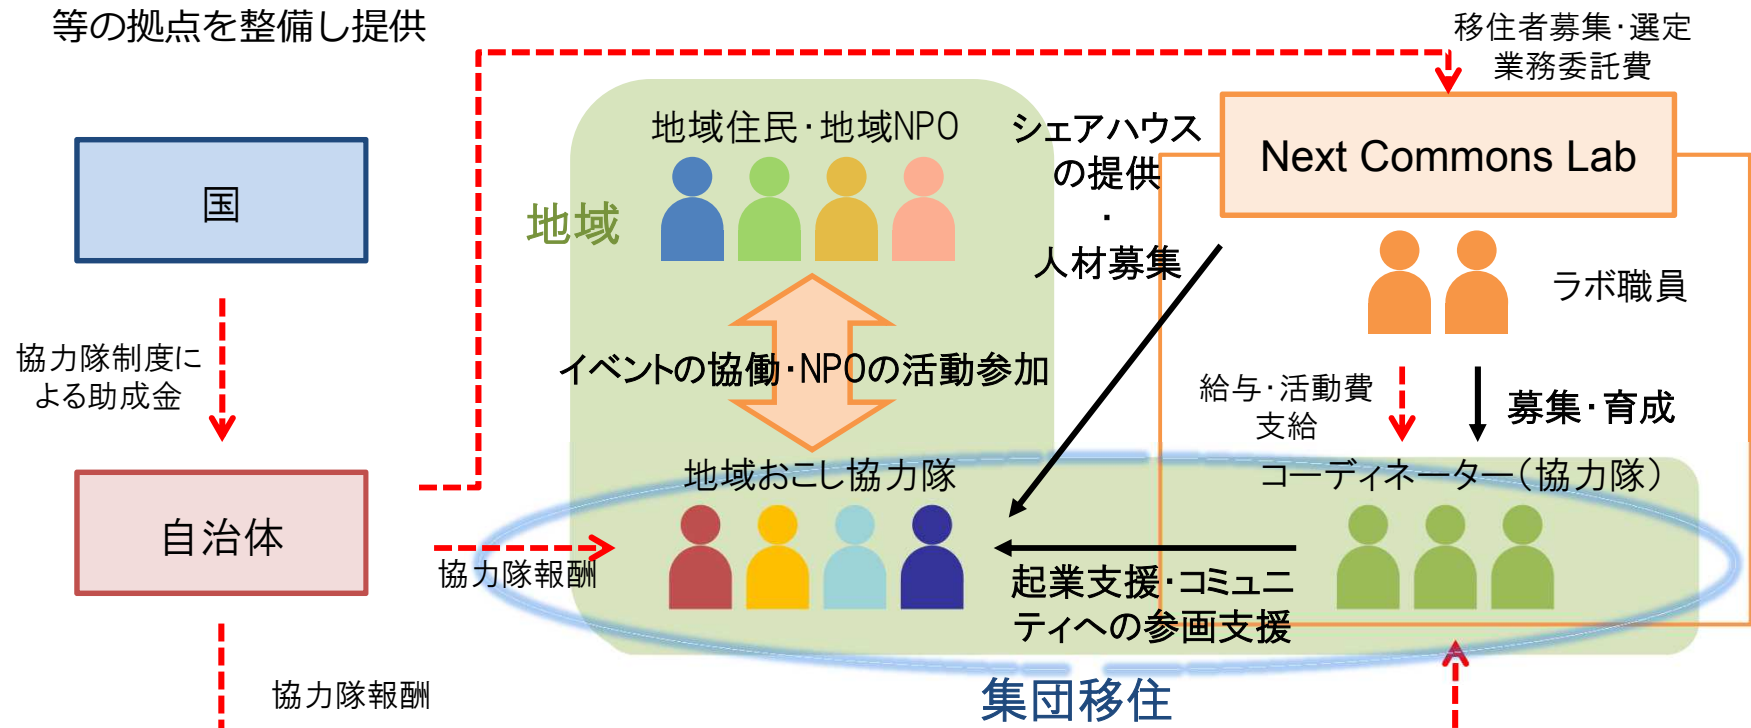 等の拠点を整備し提供
移住者募集・選定
業務委託費
地域住民・地域NPO
シェアハウス
の提供
・
人材募集
Next Commons Lab
国
地域
ラボ職員
協力隊制度に
よる助成金
イベントの協働・NPOの活動参加
給与・活動費
支給
募集・育成
地域おこし協力隊
コーディネーター(協力隊)
自治体
協力隊報酬
起業支援・コミュニ
ティへの参画支援
協力隊報酬
集団移住